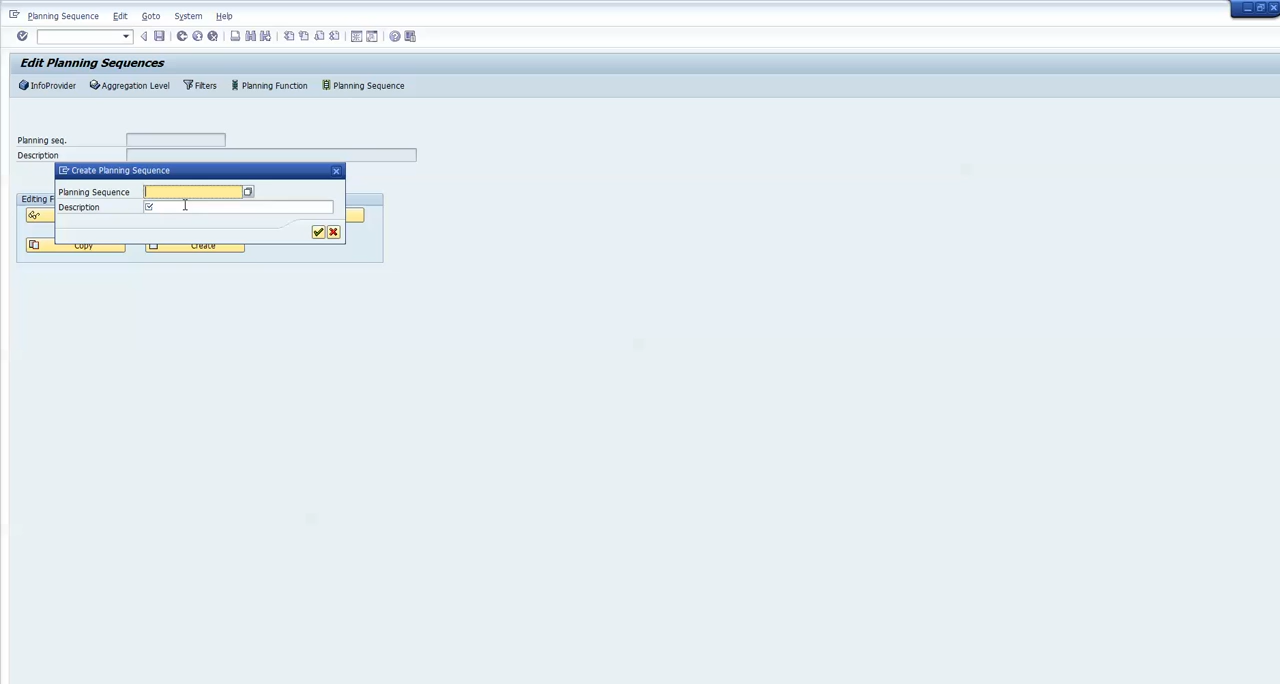 Planning Sequence Edit Goto System Help
Edit Planning Sequences
InfoProvider Aggregation Level Filters Planning Function Planning Sequence
Planning seq.
Description
Create Planning Sequence
Planning Sequence
Editing F
Description
Copy Create